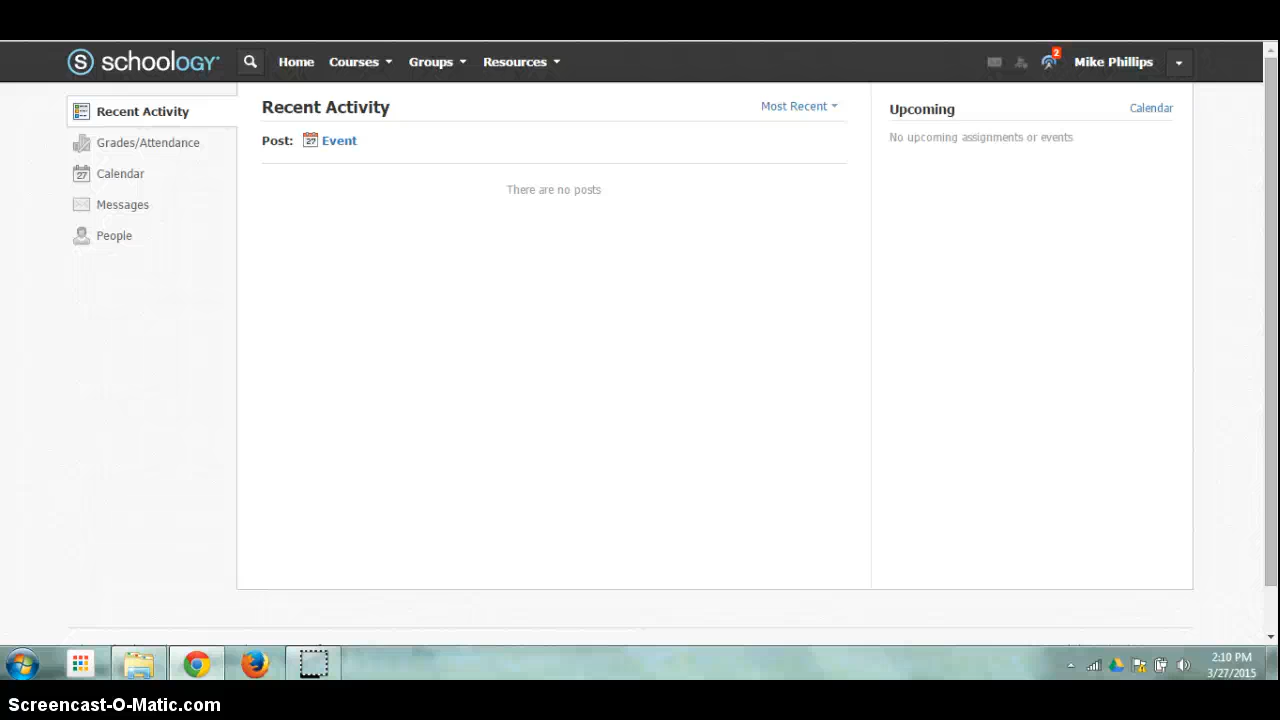 schoology Home Courses Groups Resources 2 Mike Phillips
Recent Activity
Grades/Attendance
27 Calendar
Messages
People
Recent Activity Most Recent
Post: 27 Event
There are no posts
Upcoming Calendar
No upcoming assignments or events
2:10 PM
3/27/2015
Screencast-O-Matic.com